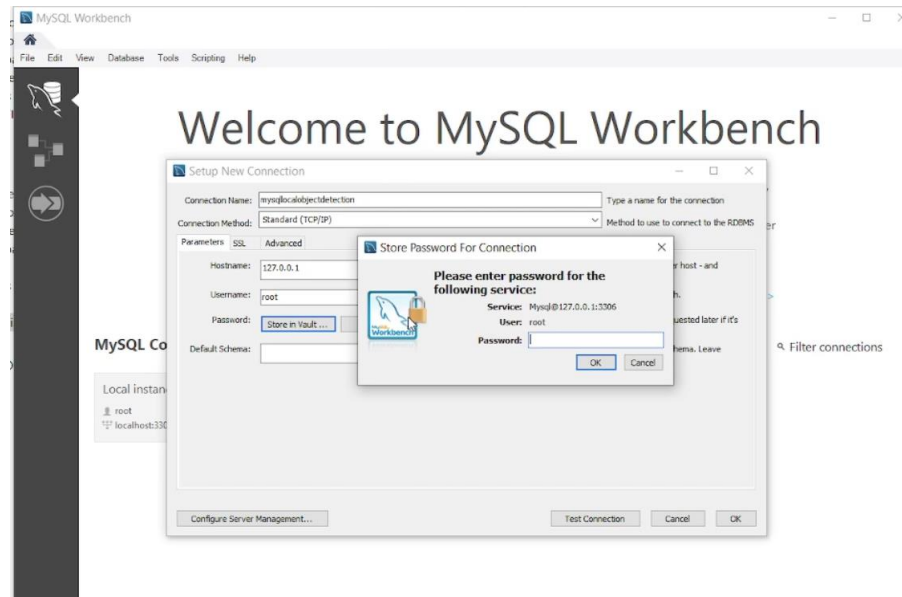 MySQL Workbench
File Edit View Database Tools Scripting Help
Welcome to MySQL Workbench
Setup New Connection
Connection Name: mysqllocalobjectdetection Type a name for the connection
Connection Method: Standard (TCP/IP) Method to use to connect to the RDBMS
Parameters SSL Advanced
Hostname: 127.0.0.1 host - and
Username: root
Password: Store in Vault ... later if it's
Default Schema: Leave
Store Password For Connection
Please enter password for the
following service:
Service: Mysql@127.0.0.1:3306
User: root
Password:
OK Cancel
MySQL Co
Filter connections
Local instan
root
localhost:330
Configure Server Management... Test Connection Cancel OK